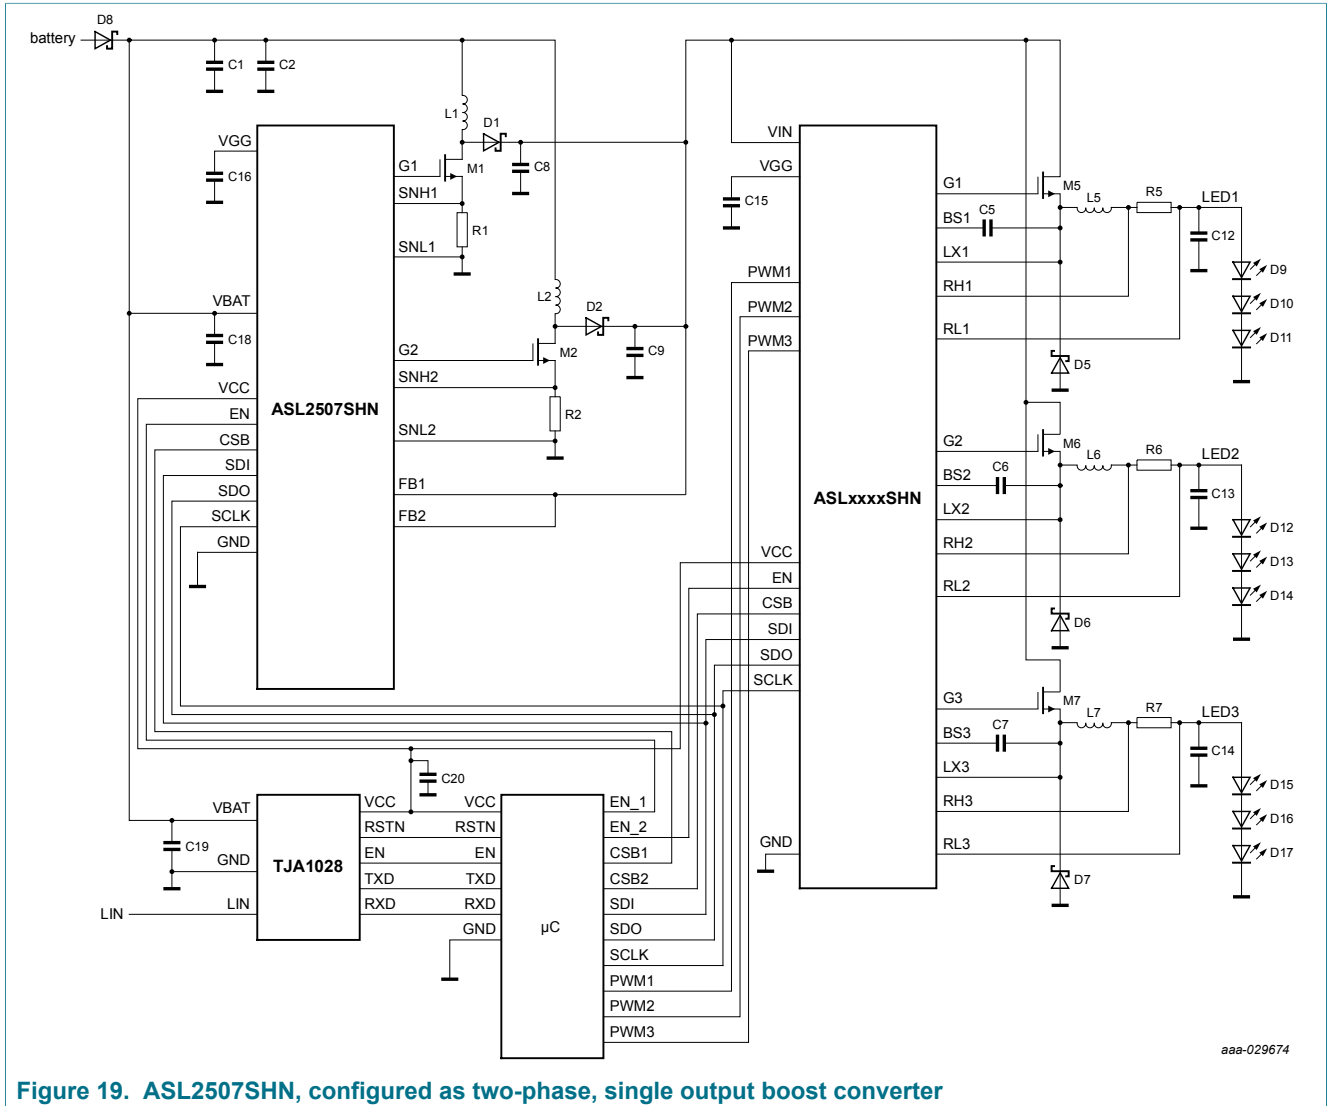 D8
battery
C1
C2
L1
D1
VGG
G1
M1
C8
C16
SNH1
R1
SNL1
L2
D2
VBAT
C18
G2
M2
C9
SNH2
R2
SNL2
VCC
EN
CSB
SDI
SDO
SCLK
GND
ASL2507SHN
FB1
FB2
VIN
VGG
C15
PWM1
PWM2
PWM3
ASLxxxxSHN
VCC
EN
CSB
SDI
SDO
SCLK
GND
G1
M5
BS1
C5
L5
R5
LED1
C12
LX1
RH1
RL1
D9
D10
D11
D5
G2
M6
BS2
C6
L6
R6
LED2
C13
LX2
RH2
RL2
D12
D13
D14
D6
G3
M7
BS3
C7
L7
R7
LED3
C14
LX3
RH3
RL3
D15
D16
D17
D7
C20
VBAT
C19
GND
LIN
LIN
TJA1028
VCC
RSTN
EN
TXD
RXD
VCC
RSTN
EN
TXD
RXD
GND
µC
EN_1
EN_2
CSB1
CSB2
SDI
SDO
SCLK
PWM1
PWM2
PWM3
aaa-029674
Figure 19. ASL2507SHN, configured as two-phase, single output boost converter